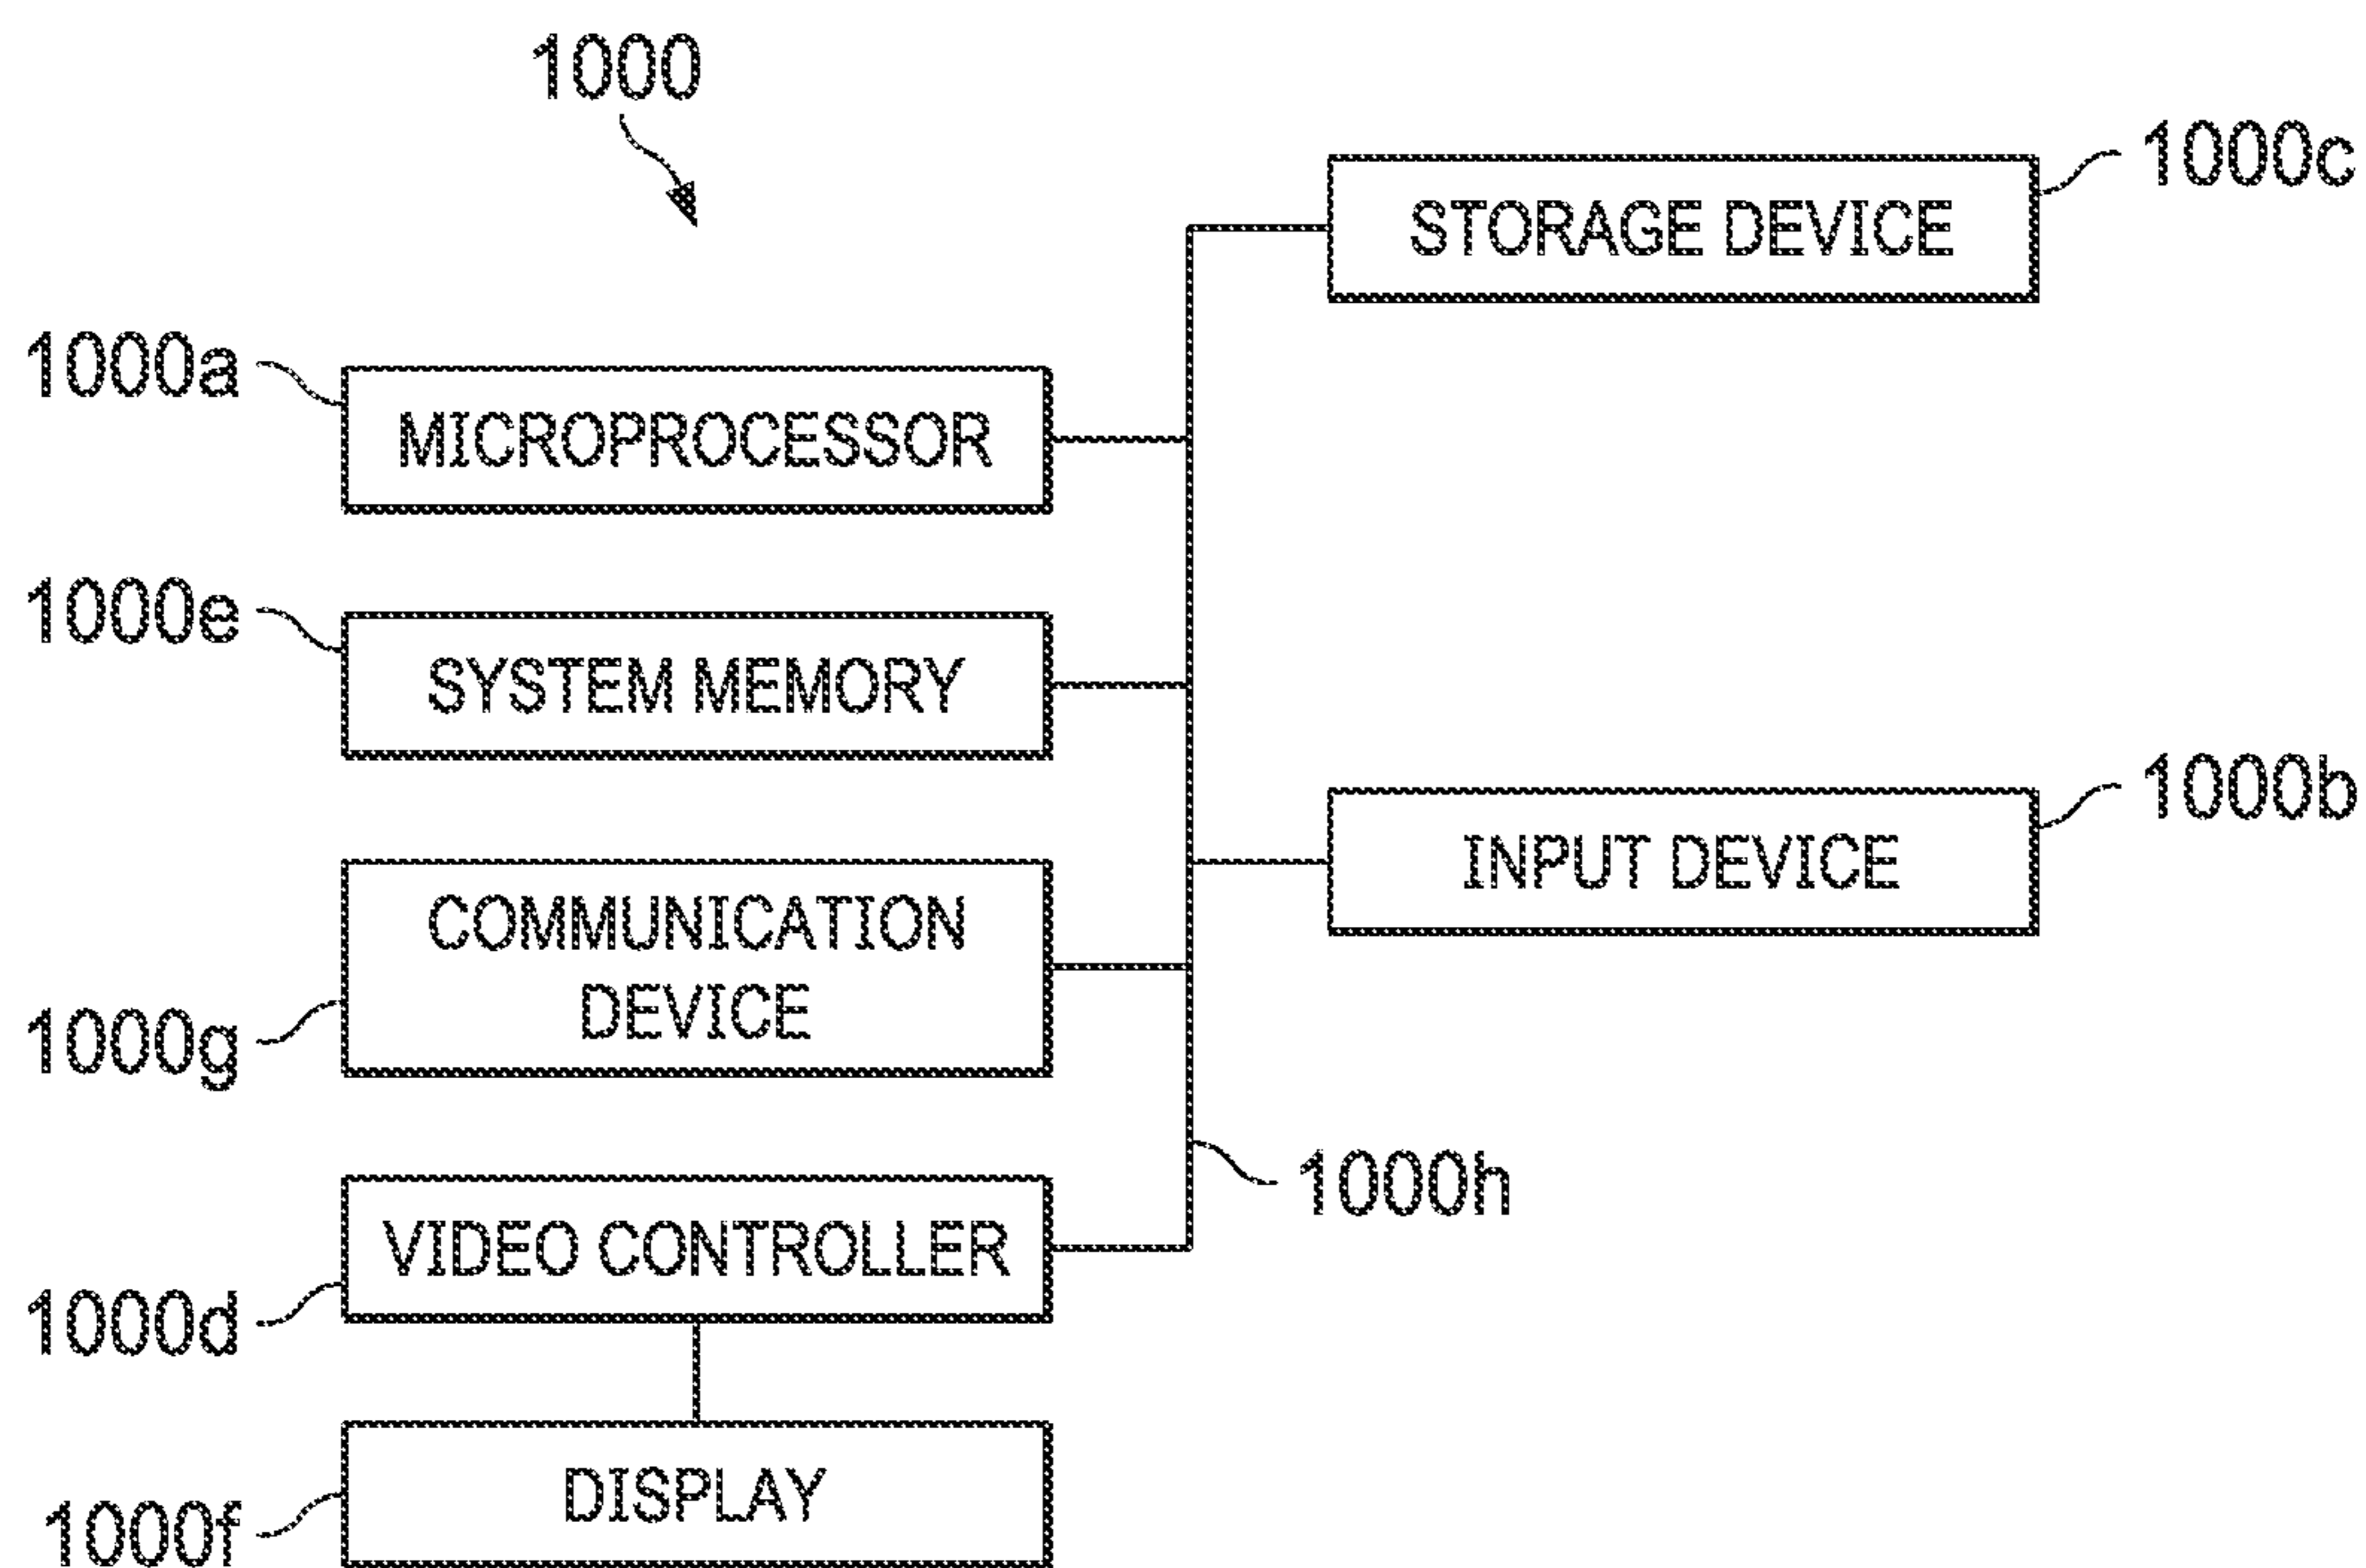 1000
1000c
STORAGE DEVICE
1000a
MICROPROCESSOR
1000e
SYSTEM MEMORY
1000b
INPUT DEVICE
COMMUNICATION
DEVICE
1000g
1000h
VIDEO CONTROLLER
1000d
DISPLAY
1000f